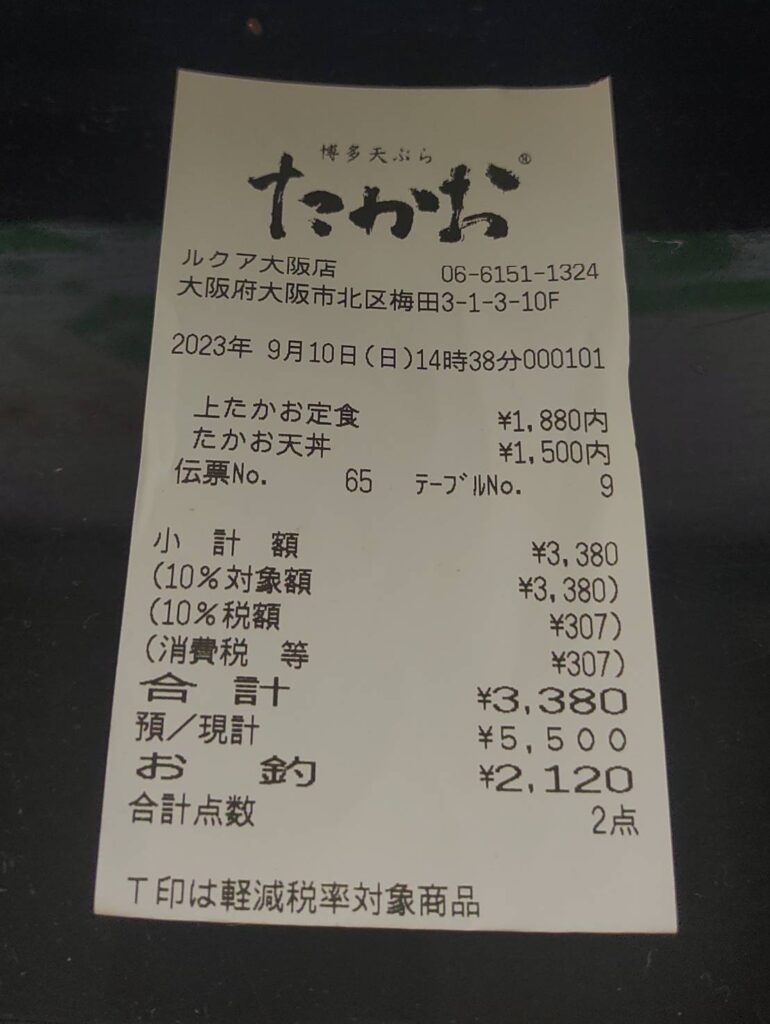 博多天ぷら
たかお®
ルクア大阪店 06-6151-1324
大阪府大阪市北区梅田3-1-3-10F
2023年 9月10日(日)14時38分000101
上たかお定食 ¥1,880内
たかお天丼 ¥1,500内
伝票No. 65 テーブルNo. 9
小 計 額 ¥3,380
(10%対象額 ¥3,380)
(10%税額 ¥307)
(消費税 等 ¥307)
合 計 ¥3,380
預/現計 ¥5,500
お 釣 ¥2,120
合計点数 2点
T印は軽減税率対象商品